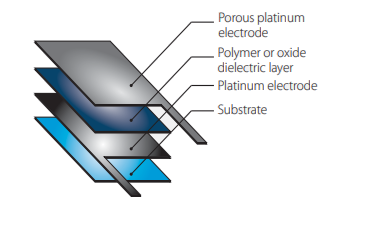 Porous platinum
electrode
Polymer or oxide
dielectric layer
Platinum electrode
Substrate